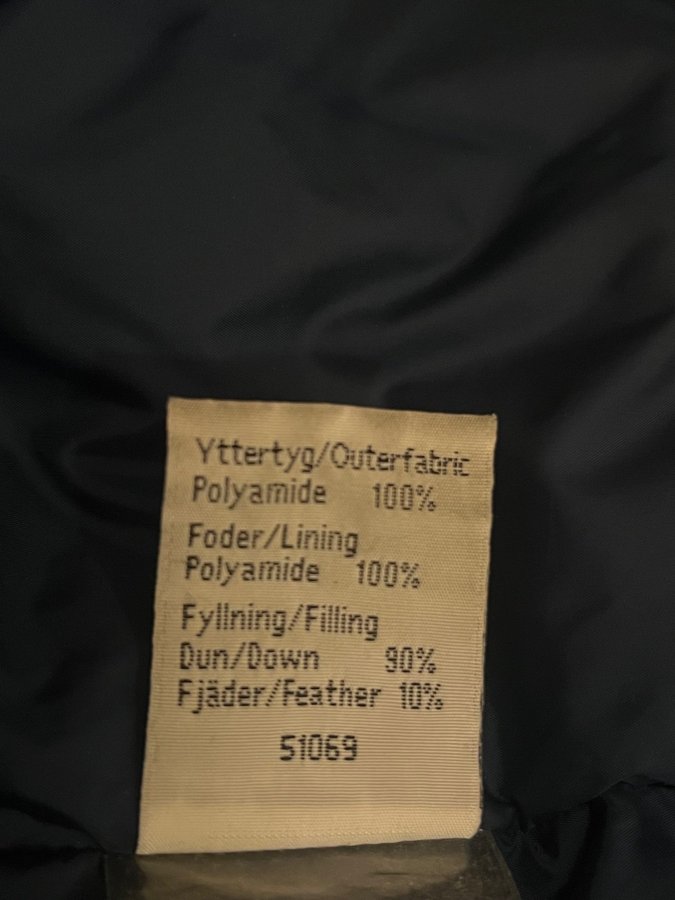 Yttertyg/Outerfabric
Polyamide 100%
Foder/Lining
Polyamide 100%
Fyllning/Filling
Dun/Down 90%
Fjäder/Feather 10%
51069